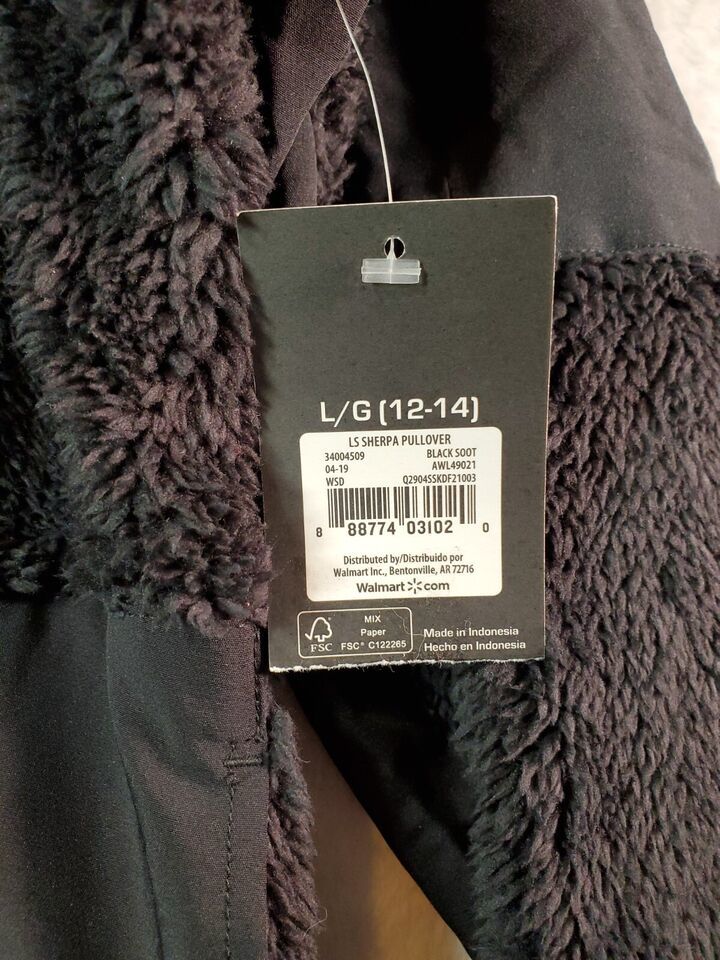 L/G (12-14)
LS SHERPA PULLOVER
34004509 BLACK SOOT
04-19 AWL49021
WSD Q2904SSKDF21003
8 88774 03102 0
Distributed by/Distribuido por
Walmart Inc., Bentonville, AR 72716
Walmart.com
MIX
Paper
FSC FSC® C122265
Made in Indonesia
Hecho en Indonesia